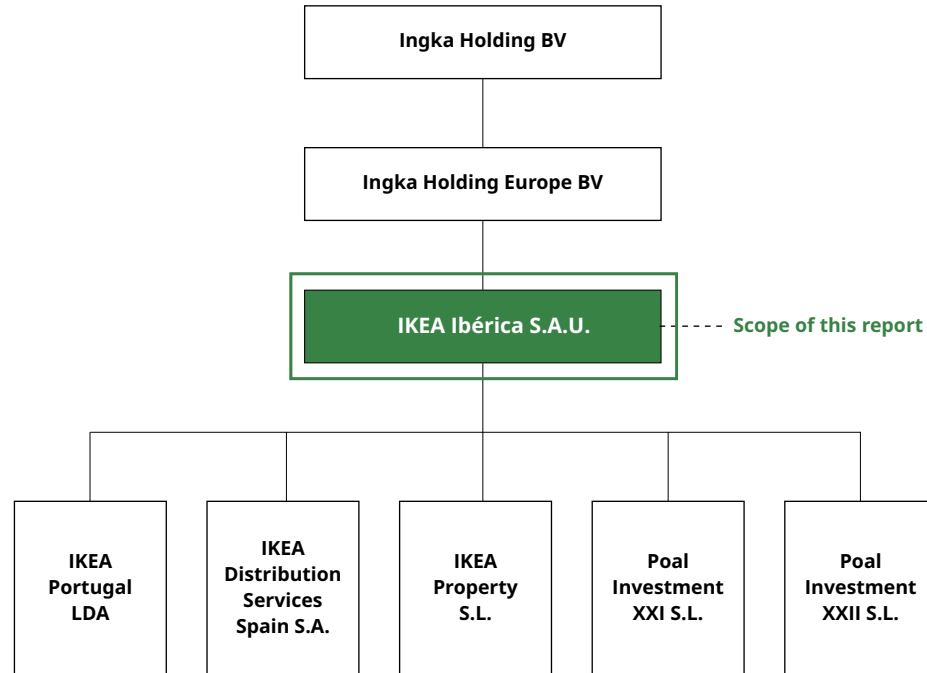 Ingka Holding BV
Ingka Holding Europe BV
IKEA Ibérica S.A.U.
Scope of this report
IKEA
Portugal
LDA
IKEA
Distribution
Services
Spain S.A.
IKEA
Property
S.L.
Poal
Investment
XXI S.L.
Poal
Investment
XXII S.L.